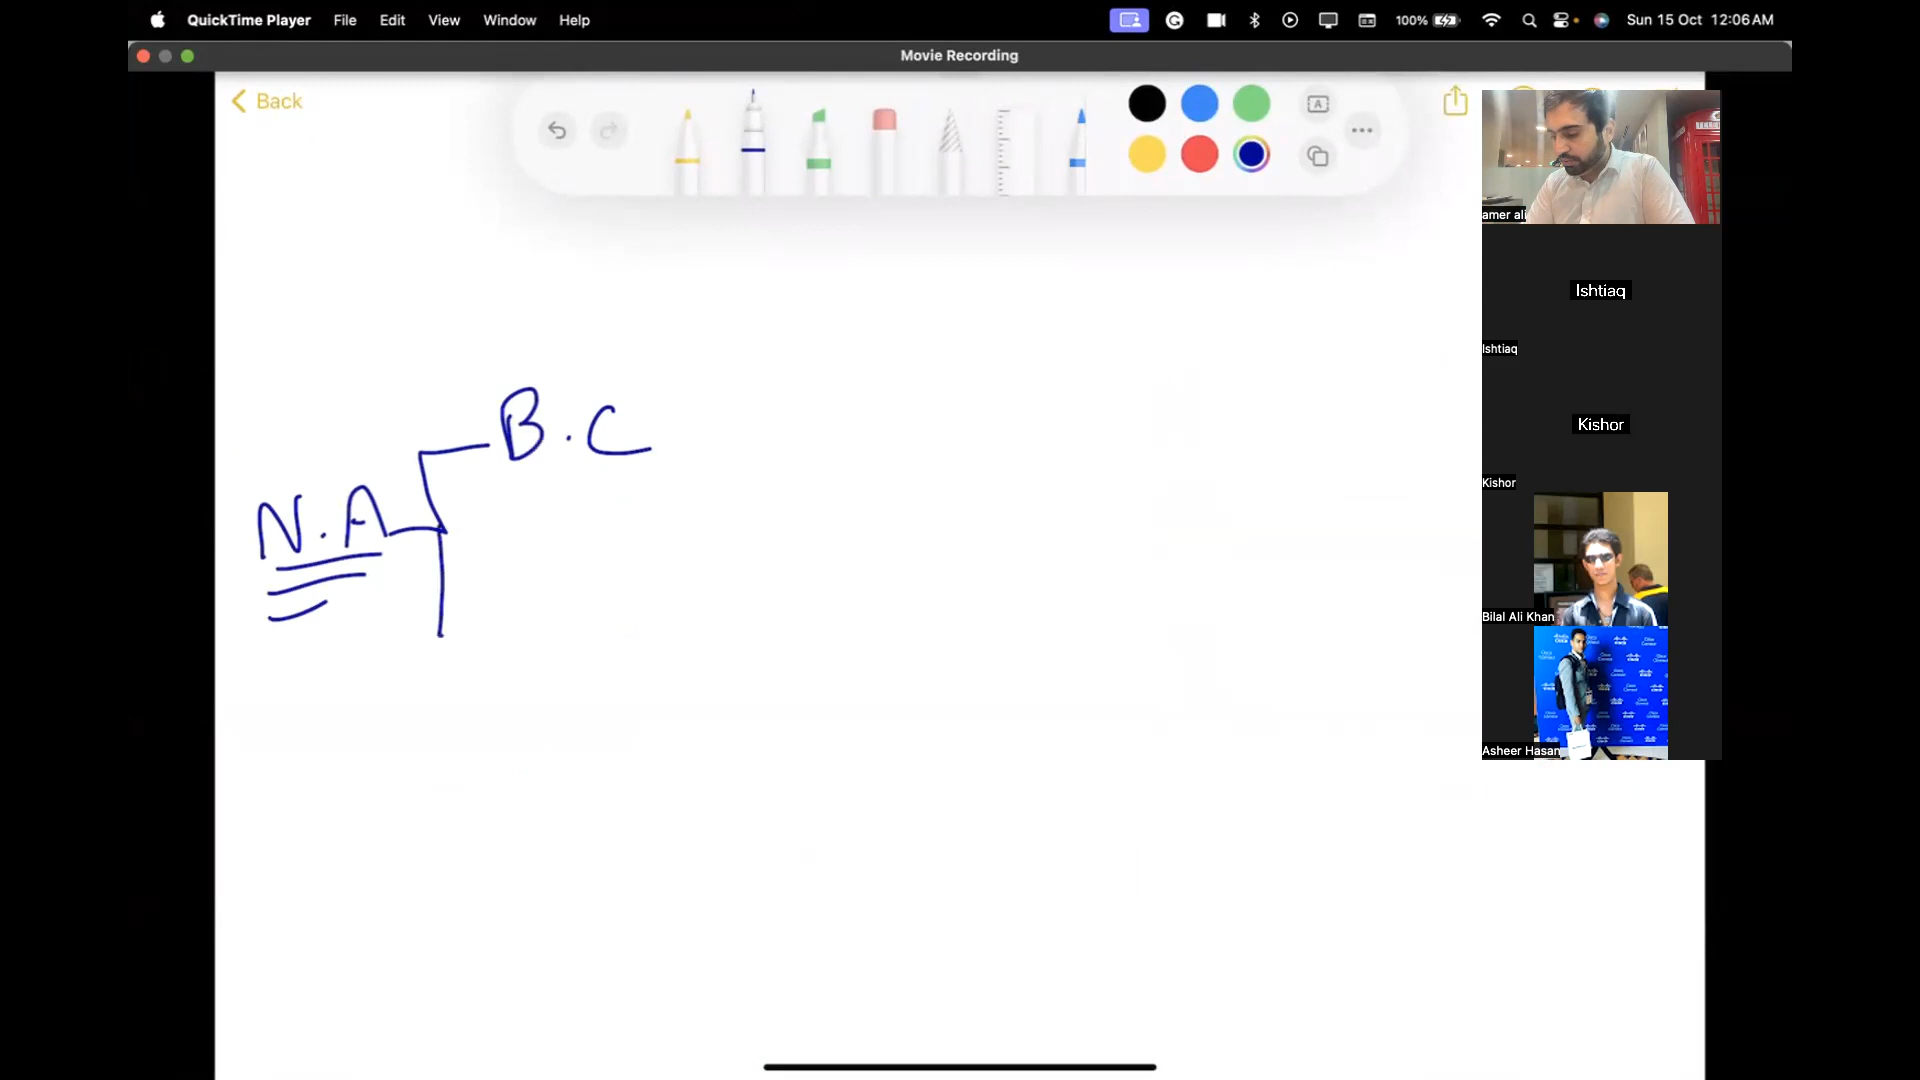 QuickTime Player File Edit View Window Help 100% Sun 15 Oct 12:06 AM
Movie Recording
Back
A
amer ali
Ishtiaq
Ishtiaq
Kishor
Kishor
B.C
N.A
Bilal Ali Khan
Asheer Hasan